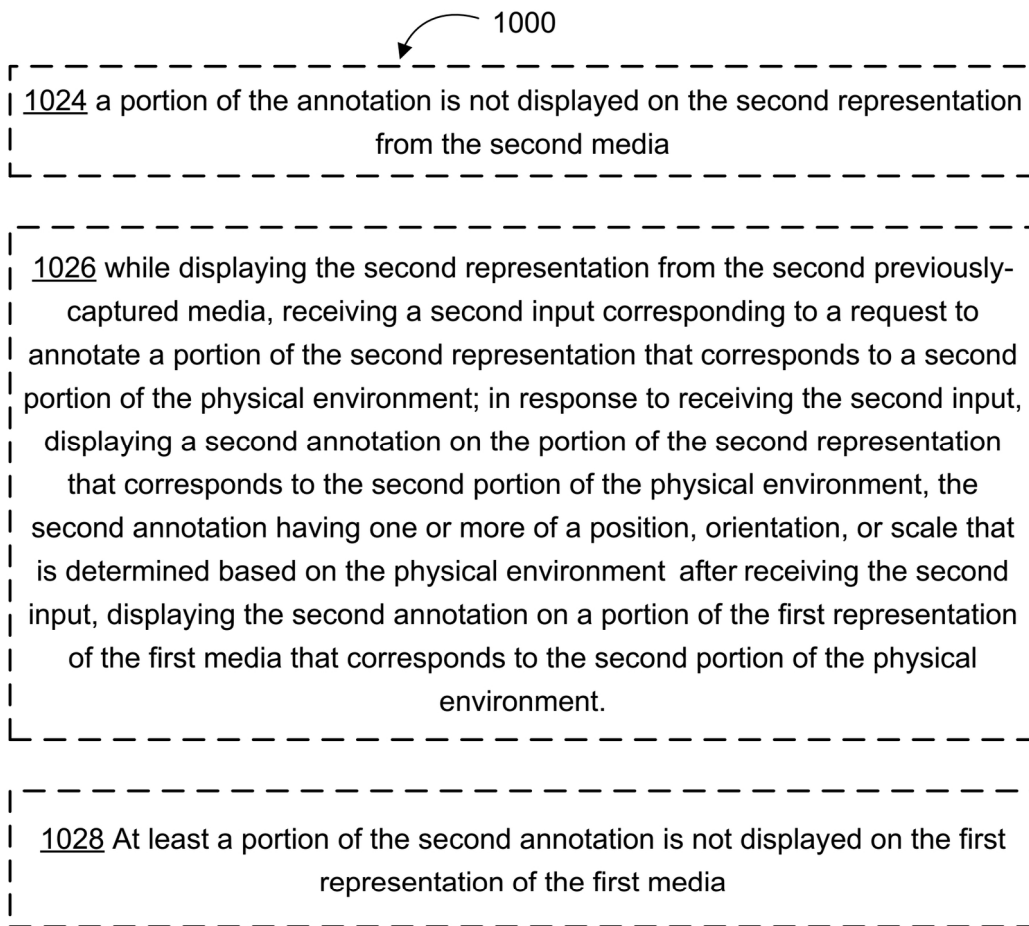 1000
1024 a portion of the annotation is not displayed on the second representation
from the second media
1026 while displaying the second representation from the second previously-
captured media, receiving a second input corresponding to a request to
annotate a portion of the second representation that corresponds to a second
portion of the physical environment; in response to receiving the second input,
displaying a second annotation on the portion of the second representation
that corresponds to the second portion of the physical environment, the
second annotation having one or more of a position, orientation, or scale that
is determined based on the physical environment after receiving the second
input, displaying the second annotation on a portion of the first representation
of the first media that corresponds to the second portion of the physical
environment.
1028 At least a portion of the second annotation is not displayed on the first
representation of the first media